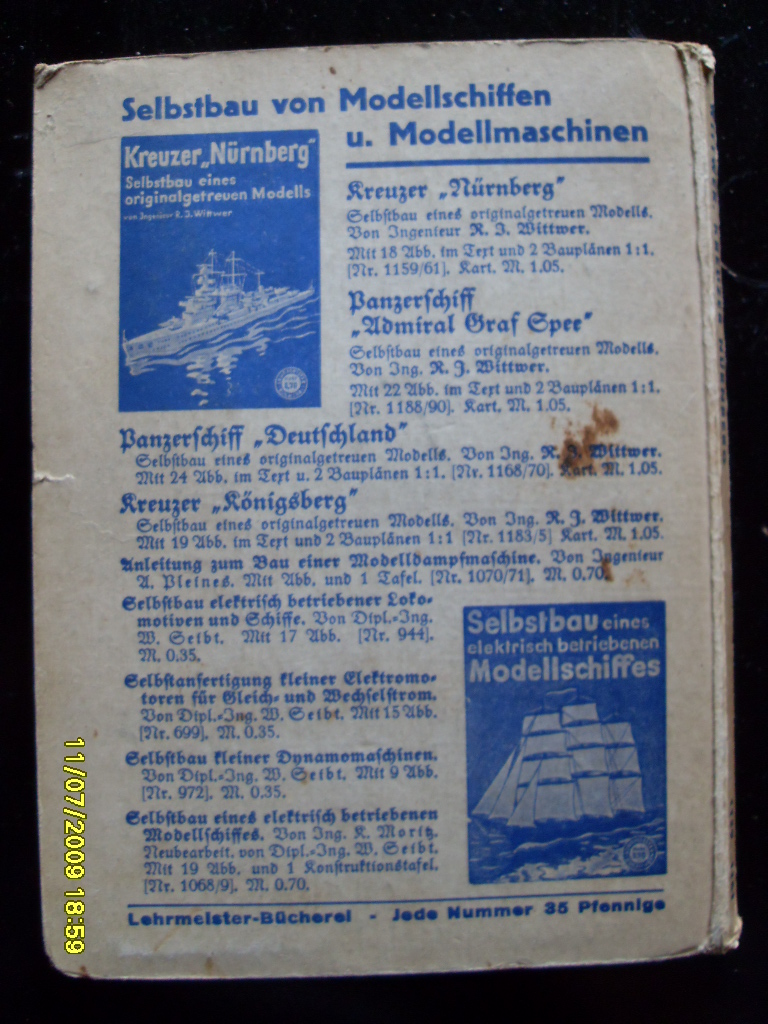 Selbstbau von Modellschiffen
u. Modellmaschinen
Kreuzer „Nürnberg"
Selbstbau eines
originalgetreuen Modells
von Ingenieur R. J. Wittwer
Kreuzer „Nürnberg"
Selbstbau eines originalgetreuen Modells.
Von Ingenieur R. J. Wittwer.
Mit 18 Abb. im Text und 2 Bauplänen 1:1.
[Nr. 1159/61]. Kart. M. 1.05.
Panzerschiff
„Admiral Graf Spee"
Selbstbau eines originalgetreuen Modells.
Von Ing. R. J. Wittwer.
Mit 22 Abb. im Text und 2 Bauplänen 1:1.
[Nr. 1188/90]. Kart. M. 1.05.
Panzerschiff „Deutschland"
Selbstbau eines originalgetreuen Modells. Von Ing. R. J. Wittwer.
Mit 24 Abb. im Text u. 2 Bauplänen 1:1. [Nr. 1168/70]. Kart. M. 1.05.
Kreuzer „Königsberg"
Selbstbau eines originalgetreuen Modells. Von Ing. R. J. Wittwer.
Mit 19 Abb. im Text und 2 Bauplänen 1:1 [Nr. 1183/5] Kart. M. 1.05.
Anleitung zum Bau einer Modelldampfmaschine. Von Ingenieur
A. Pleines. Mit Abb. und 1 Tafel. [Nr. 1070/71]. M. 0.70.
Selbstbau elektrisch betriebener Loko-
motiven und Schiffe. Von Dipl.-Ing.
W. Seibt. Mit 17 Abb. [Nr. 944].
M. 0.35.
Selbstanfertigung kleiner Elektromo-
toren für Gleich- und Wechselstrom.
Von Dipl.-Ing. W. Seibt. Mit 15 Abb.
[Nr. 699]. M. 0.35.
Selbstbau kleiner Dynamomaschinen.
Von Dipl.-Ing. W. Seibt. Mit 9 Abb.
[Nr. 972]. M. 0.35.
Selbstbau eines elektrisch betriebenen
Modellschiffes. Von Ing. K. Moritz.
Neubearbeit. von Dipl.-Ing. W. Seibt.
Mit 19 Abb. und 1 Konstruktionstafel.
[Nr. 1068/9]. M. 0.70.
Selbstbau eines
elektrisch betriebenen
Modellschiffes
Lehrmeister-Bücherei - Jede Nummer 35 Pfennige
11/07/2009 18:59